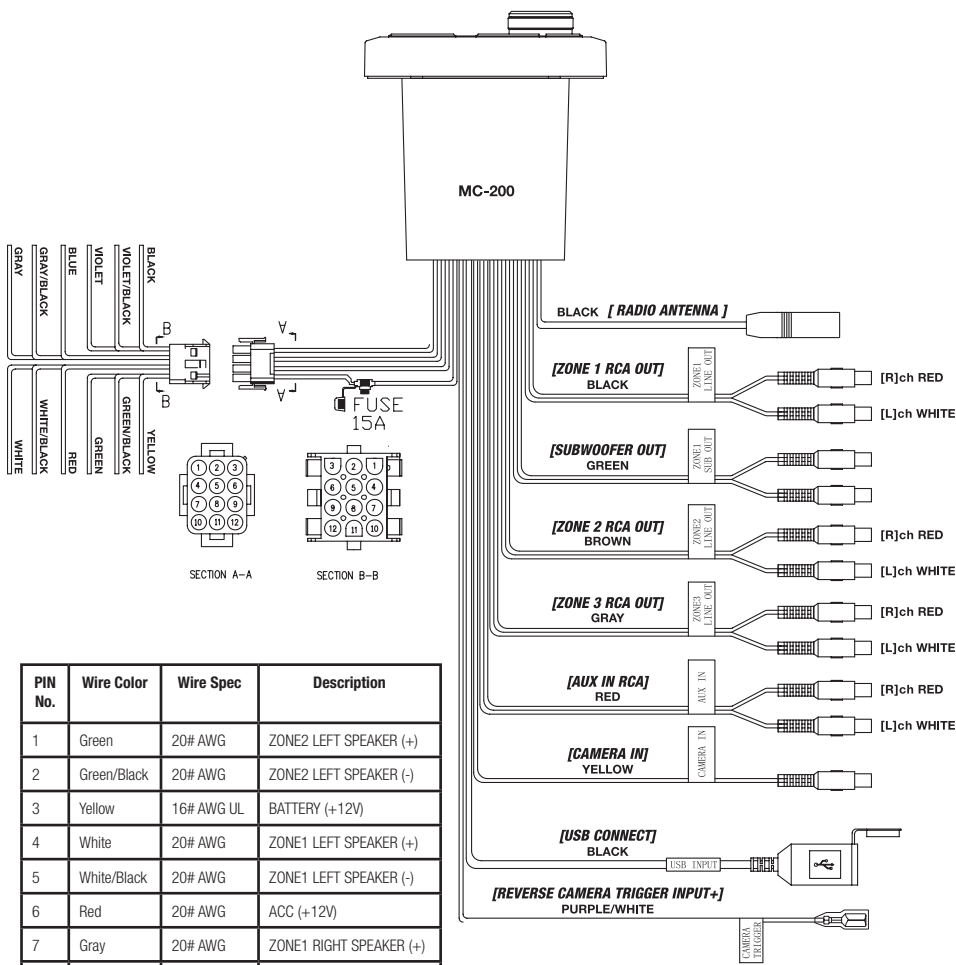 MC-200
GRAY
GRAY/BLACK
BLUE
VIOLET
VIOLET/BLACK
BLACK
B
A
B
A
FUSE
15A
WHITE
WHITE/BLACK
RED
GREEN
GREEN/BLACK
YELLOW
1 2 3
4 5 6
7 8 9
10 11 12
SECTION A-A
3 2 1
6 5 4
9 8 7
12 11 10
SECTION B-B
BLACK [ RADIO ANTENNA ]
[ZONE 1 RCA OUT]
BLACK
ZONE1
LINE OUT
[R]ch RED
[L]ch WHITE
[SUBWOOFER OUT]
GREEN
ZONE1
SUB OUT
[ZONE 2 RCA OUT]
BROWN
ZONE2
LINE OUT
[R]ch RED
[L]ch WHITE
[ZONE 3 RCA OUT]
GRAY
ZONE3
LINE OUT
[R]ch RED
[L]ch WHITE
[AUX IN RCA]
RED
AUX IN
[R]ch RED
[L]ch WHITE
[CAMERA IN]
YELLOW
CAMERA IN
[USB CONNECT]
BLACK
USB INPUT
[REVERSE CAMERA TRIGGER INPUT+]
PURPLE/WHITE
CAMERA
TRIGGER
PIN No. Wire Color Wire Spec Description
1 Green 20# AWG ZONE2 LEFT SPEAKER (+)
2 Green/Black 20# AWG ZONE2 LEFT SPEAKER (-)
3 Yellow 16# AWG UL BATTERY (+12V)
4 White 20# AWG ZONE1 LEFT SPEAKER (+)
5 White/Black 20# AWG ZONE1 LEFT SPEAKER (-)
6 Red 20# AWG ACC (+12V)
7 Gray 20# AWG ZONE1 RIGHT SPEAKER (+)